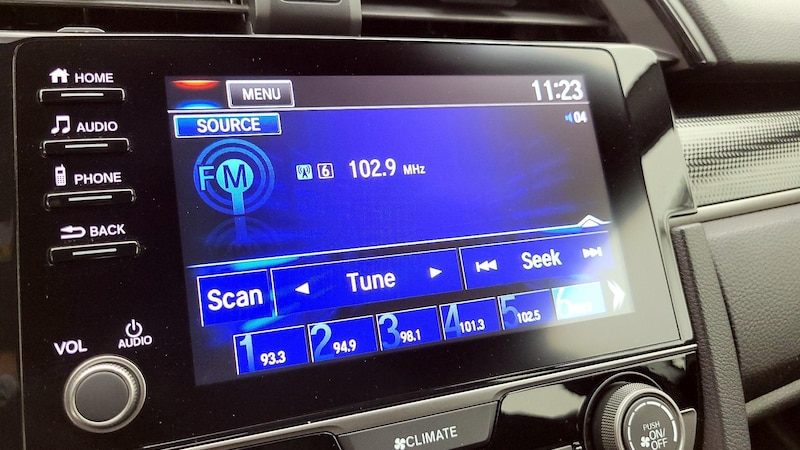 HOME
MENU
11:23
AUDIO
SOURCE
04
PHONE
FM
6
102.9 MHz
BACK
Scan
Tune
Seek
VOL
AUDIO
1 93.3
2 94.9
3 98.1
4 101.3
5 102.5
6
CLIMATE
PUSH
ON/
OFF